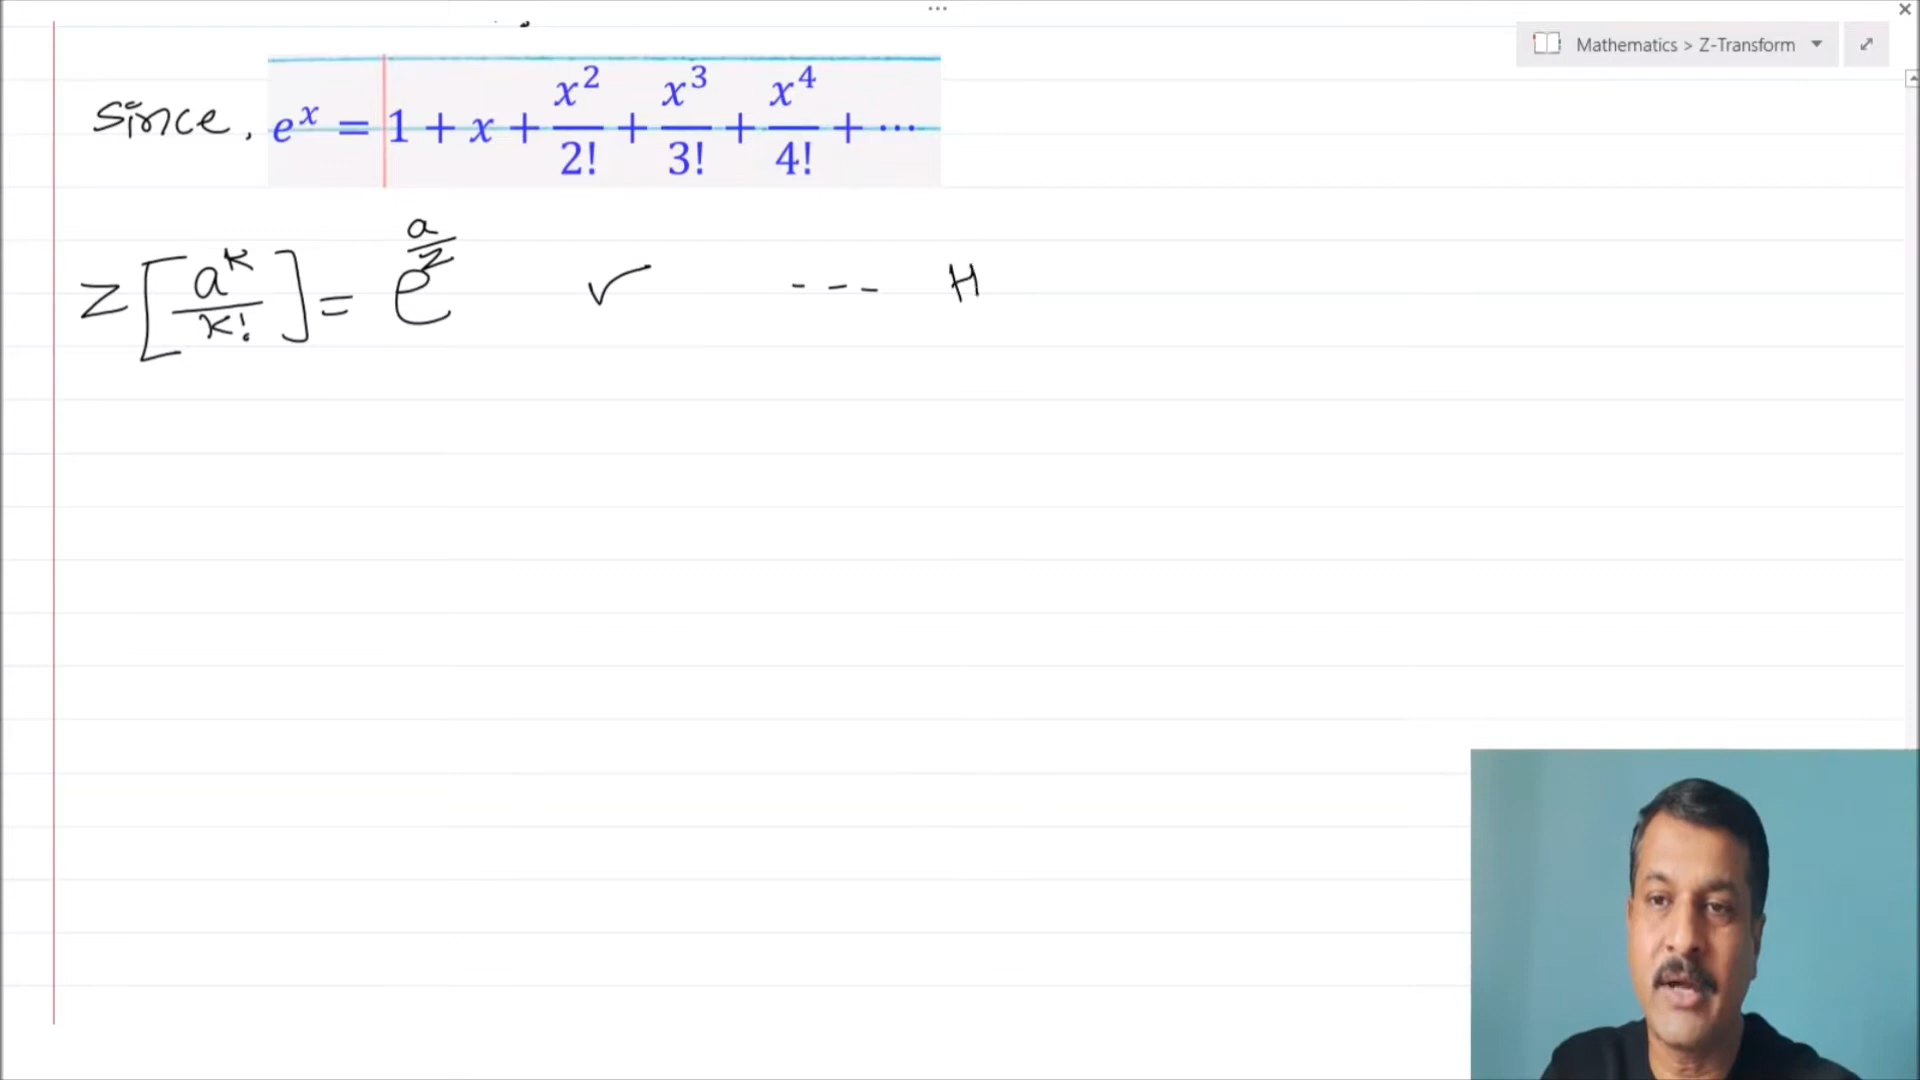 Mathematics > Z-Transform
since, e^x = 1 + x + x^2/2! + x^3/3! + x^4/4! + ⋯
z[a^k/k!] = e^(a/z) ✓ --- H